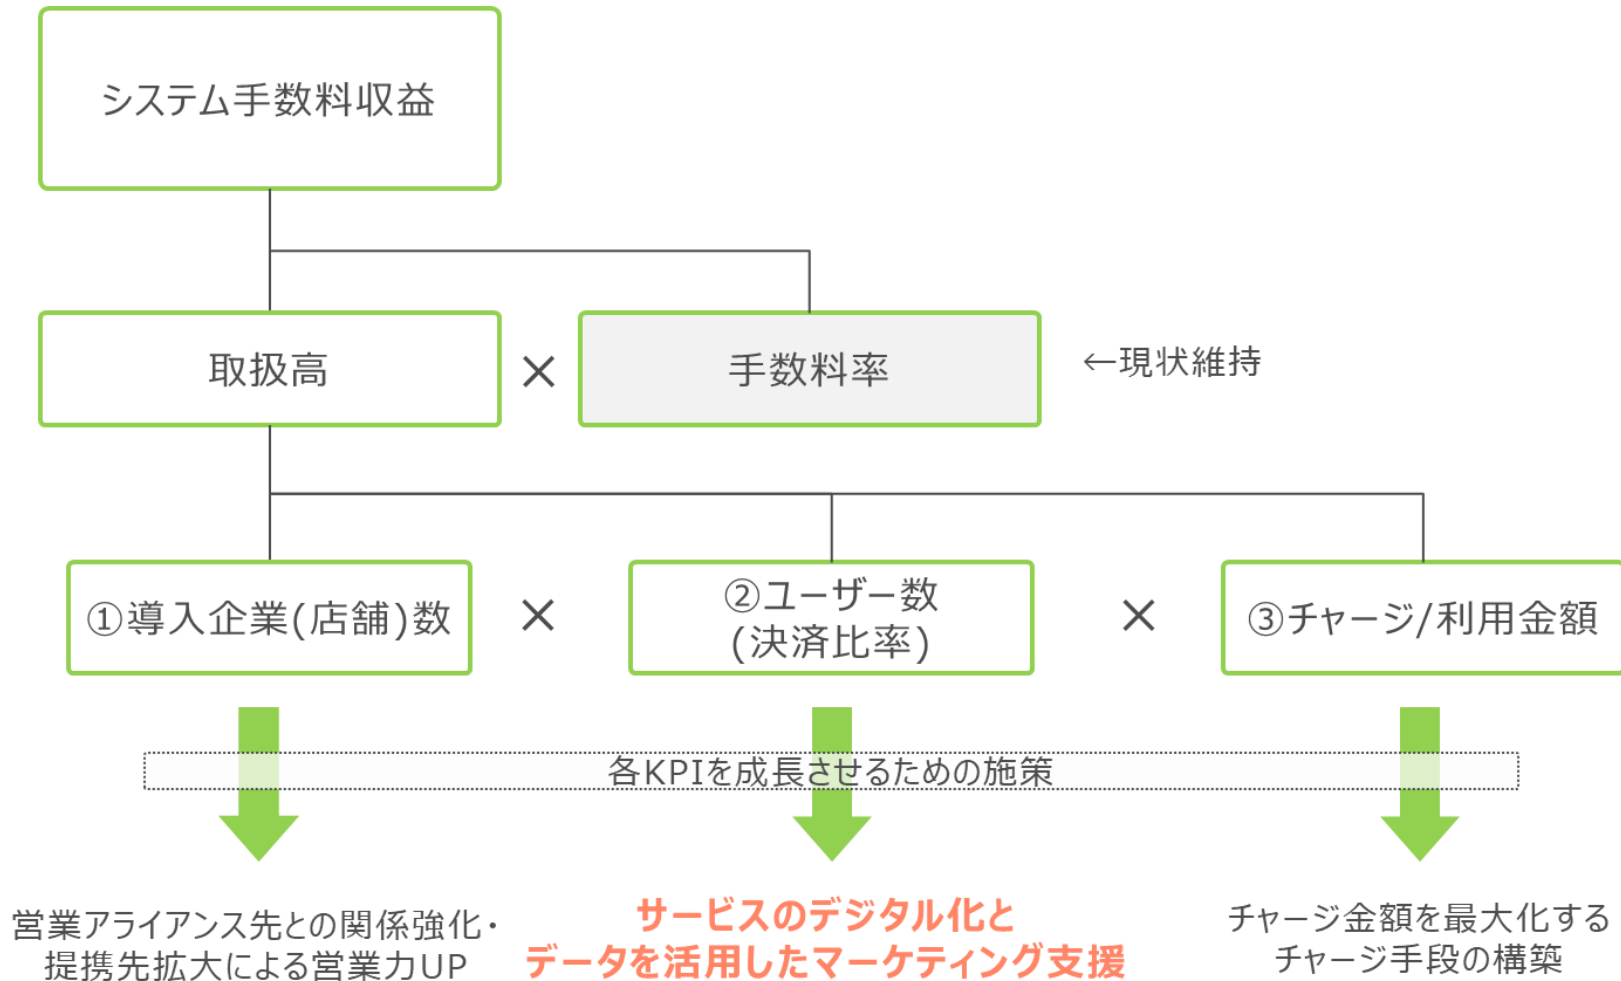 システム手数料収益
取扱高
×
手数料率
←現状維持
①導入企業(店舗)数
×
②ユーザー数
(決済比率)
×
③チャージ/利用金額
各KPIを成長させるための施策
営業アライアンス先との関係強化・
提携先拡大による営業力UP
サービスのデジタル化と
データを活用したマーケティング支援
チャージ金額を最大化する
チャージ手段の構築